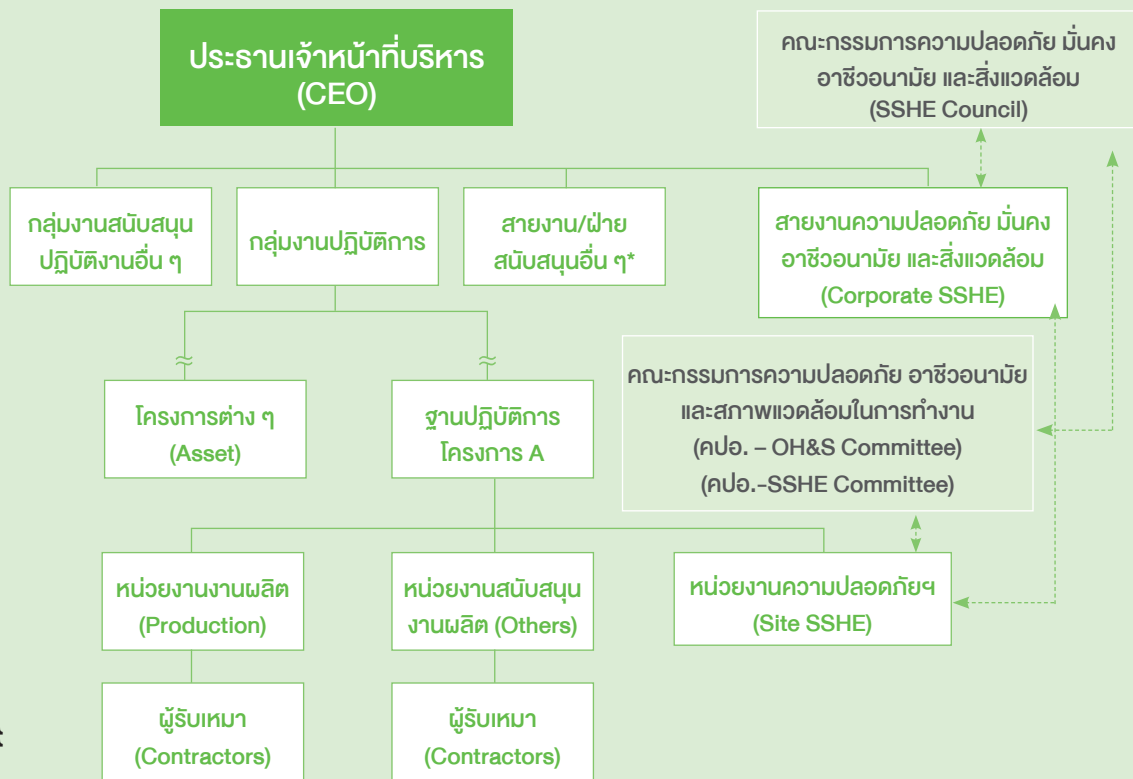 ประธานเจ้าหน้าที่บริหาร
(CEO)
คณะกรรมการความปลอดภัย มั่นคง
อาชีวอนามัย และสิ่งแวดล้อม
(SSHE Council)
กลุ่มงานสนับสนุน
ปฏิบัติงานอื่น ๆ
กลุ่มงานปฏิบัติการ
สายงาน/ฝ่าย
สนับสนุนอื่น ๆ*
สายงานความปลอดภัย มั่นคง
อาชีวอนามัย และสิ่งแวดล้อม
(Corporate SSHE)
คณะกรรมการความปลอดภัย อาชีวอนามัย
และสภาพแวดล้อมในการทำงาน
(คปอ. – OH&S Committee)
(คปอ.-SSHE Committee)
โครงการต่าง ๆ
(Asset)
ฐานปฏิบัติการ
โครงการ A
หน่วยงานงานผลิต
(Production)
หน่วยงานสนับสนุน
งานผลิต (Others)
หน่วยงานความปลอดภัยฯ
(Site SSHE)
ผู้รับเหมา
(Contractors)
ผู้รับเหมา
(Contractors)